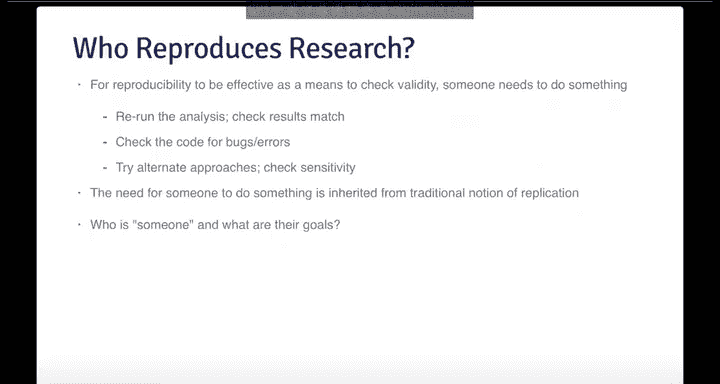 Who Reproduces Research?
· For reproducibility to be effective as a means to check validity, someone needs to do something
- Re-run the analysis; check results match
- Check the code for bugs/errors
- Try alternate approaches; check sensitivity
· The need for someone to do something is inherited from traditional notion of replication
· Who is "someone" and what are their goals?